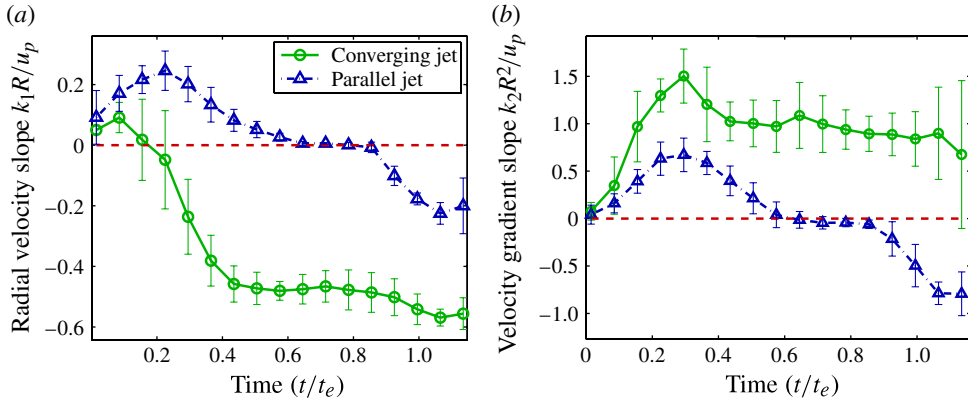 (a)
Radial velocity slope k₁R/uₚ
0.2
0
−0.2
−0.4
−0.6
Converging jet
Parallel jet
0.2 0.4 0.6 0.8 1.0
Time (t/tₑ)
(b)
Velocity gradient slope k₂R²/uₚ
1.5
1.0
0.5
0
−0.5
−1.0
0 0.2 0.4 0.6 0.8 1.0
Time (t/tₑ)